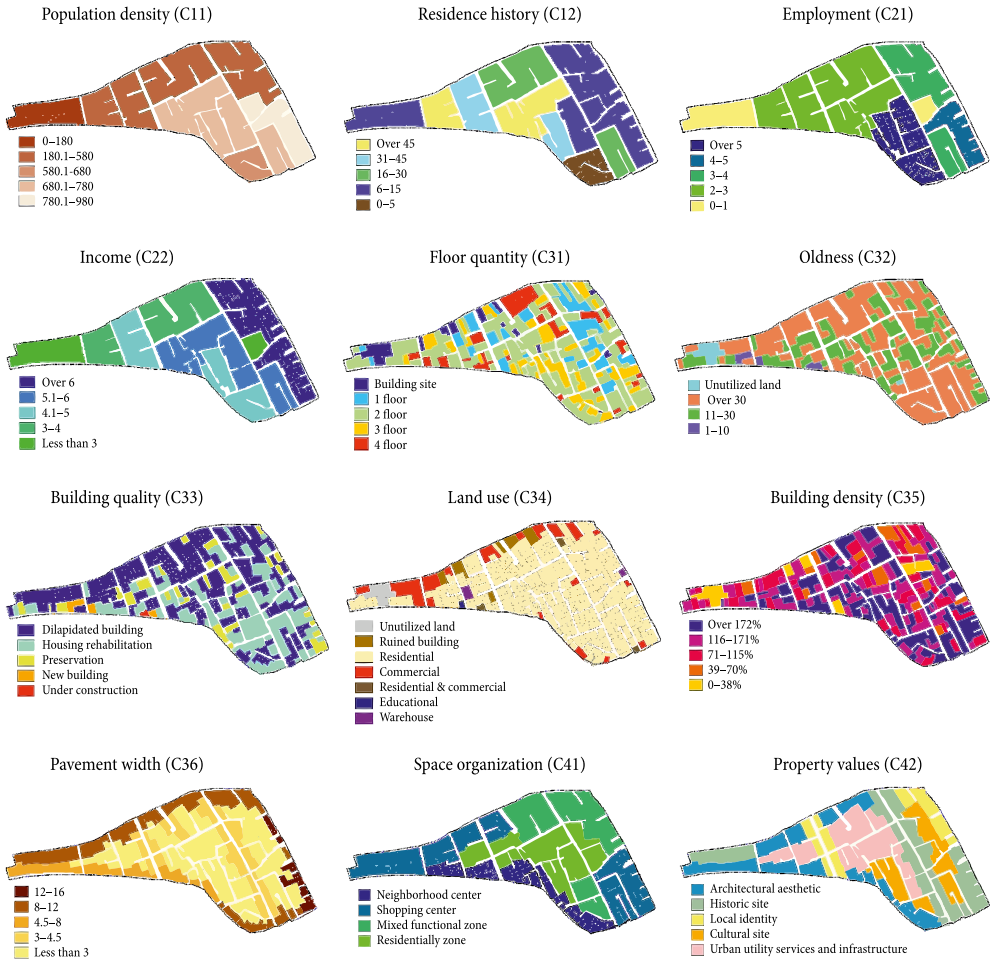 Population density (C11)
0–180
180.1–580
580.1-680
680.1–780
780.1–980
Residence history (C12)
Over 45
31–45
16–30
6–15
0–5
Employment (C21)
Over 5
4–5
3–4
2–3
0–1
Income (C22)
Over 6
5.1–6
4.1–5
3–4
Less than 3
Floor quantity (C31)
Building site
1 floor
2 floor
3 floor
4 floor
Oldness (C32)
Unutilized land
Over 30
11–30
1–10
Building quality (C33)
Dilapidated building
Housing rehabilitation
Preservation
New building
Under construction
Land use (C34)
Unutilized land
Ruined building
Residential
Commercial
Residential & commercial
Educational
Warehouse
Building density (C35)
Over 172%
116–171%
71–115%
39–70%
0–38%
Pavement width (C36)
12–16
8–12
4.5–8
3–4.5
Less than 3
Space organization (C41)
Neighborhood center
Shopping center
Mixed functional zone
Residentially zone
Property values (C42)
Architectural aesthetic
Historic site
Local identity
Cultural site
Urban utility services and infrastructure